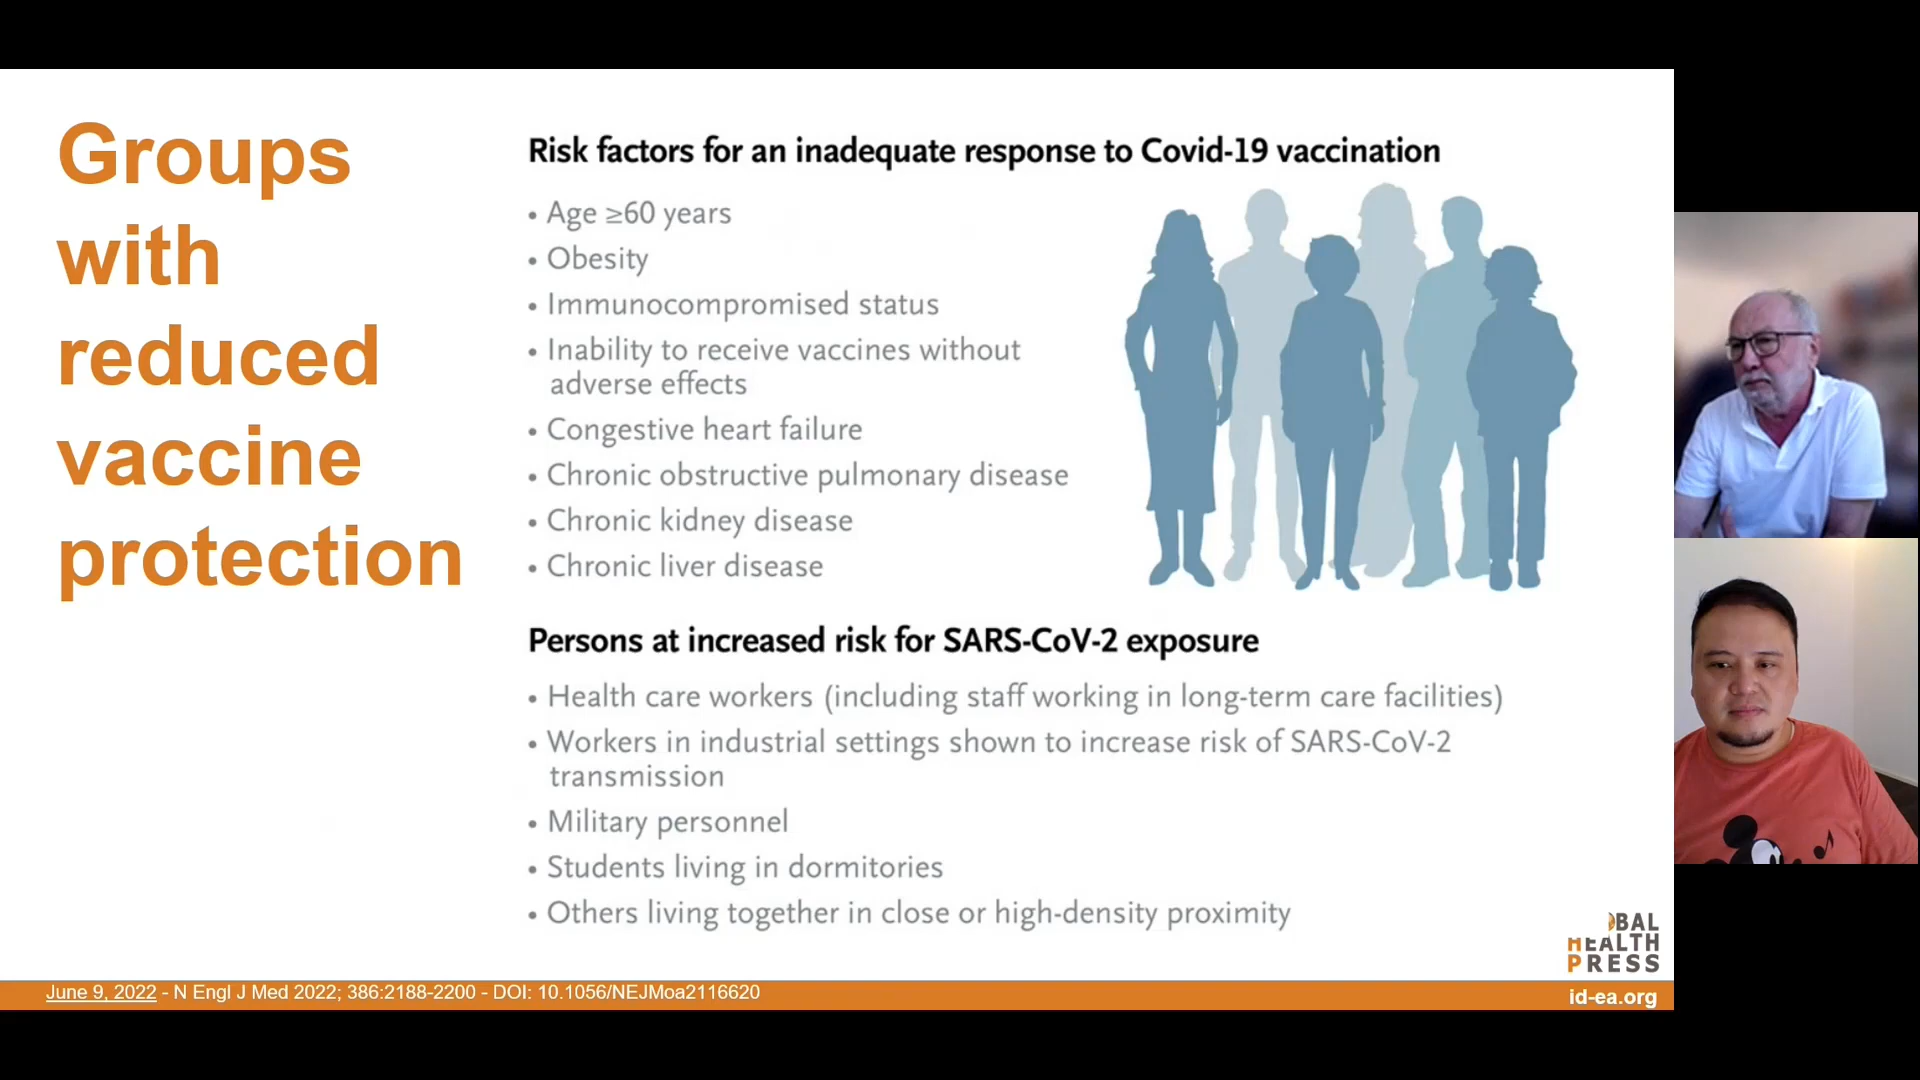 Groups
with
reduced
vaccine
protection
Risk factors for an inadequate response to Covid-19 vaccination
• Age ≥60 years
• Obesity
• Immunocompromised status
• Inability to receive vaccines without
adverse effects
• Congestive heart failure
• Chronic obstructive pulmonary disease
• Chronic kidney disease
• Chronic liver disease
Persons at increased risk for SARS-CoV-2 exposure
• Health care workers (including staff working in long-term care facilities)
• Workers in industrial settings shown to increase risk of SARS-CoV-2
transmission
• Military personnel
• Students living in dormitories
• Others living together in close or high-density proximity
BAL
HEALTH
PRESS
June 9, 2022 - N Engl J Med 2022; 386:2188-2200 - DOI: 10.1056/NEJMoa2116620
id-ea.org